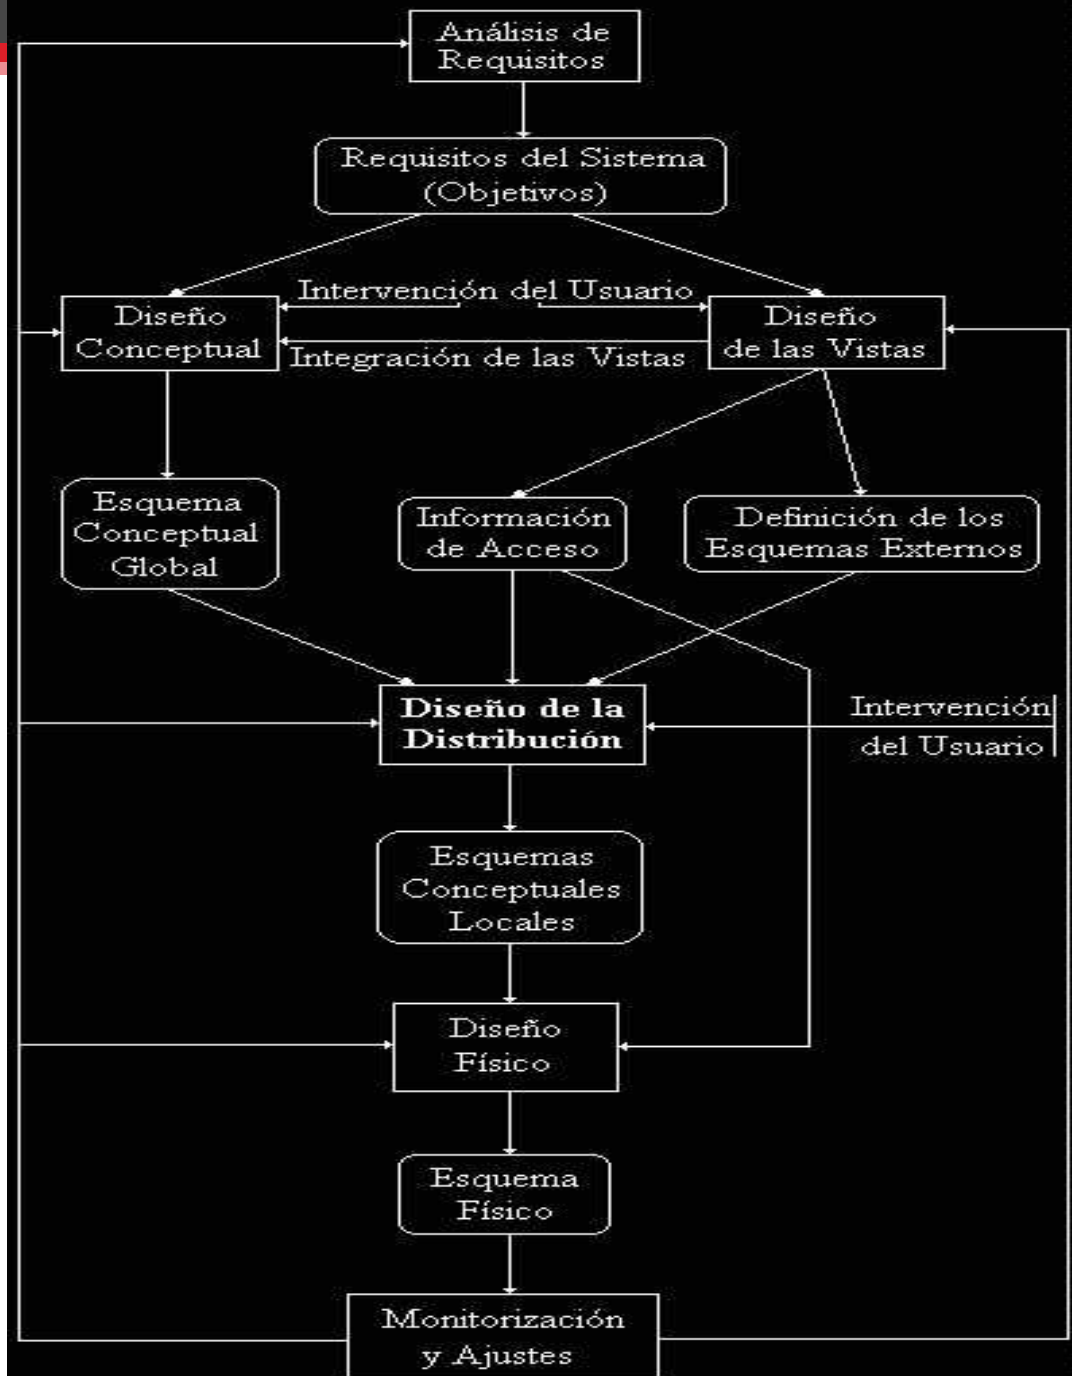 Análisis de
Requisitos
Requisitos del Sistema
(Objetivos)
Intervención del Usuario
Diseño
Conceptual
Diseño
de las Vistas
Integración de las Vistas
Esquema
Conceptual
Global
Información
de Acceso
Definición de los
Esquemas Externos
Diseño de la
Distribución
Intervención
del Usuario
Esquemas
Conceptuales
Locales
Diseño
Físico
Esquema
Físico
Monitorización
y Ajustes